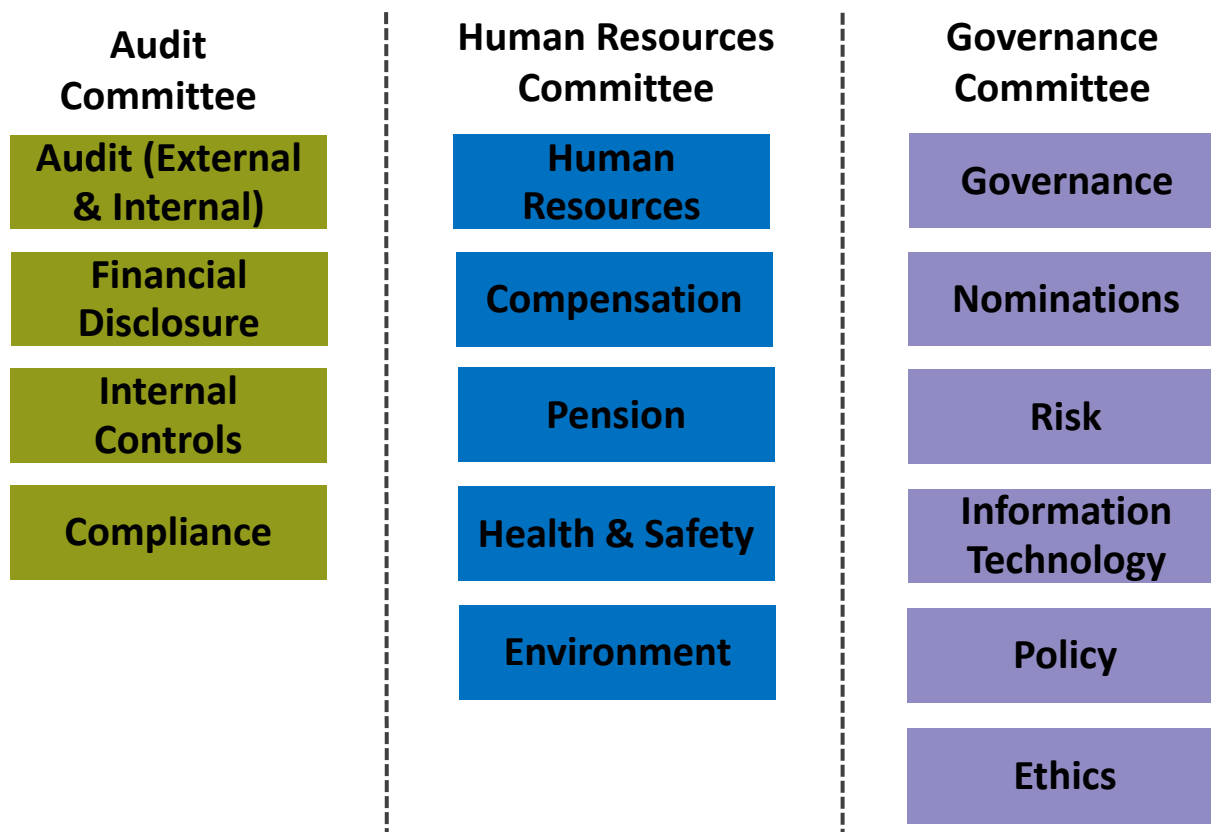 Audit
Committee
Audit (External
& Internal)
Financial
Disclosure
Internal
Controls
Compliance
Human Resources
Committee
Human
Resources
Compensation
Pension
Health & Safety
Environment
Governance
Committee
Governance
Nominations
Risk
Information
Technology
Policy
Ethics